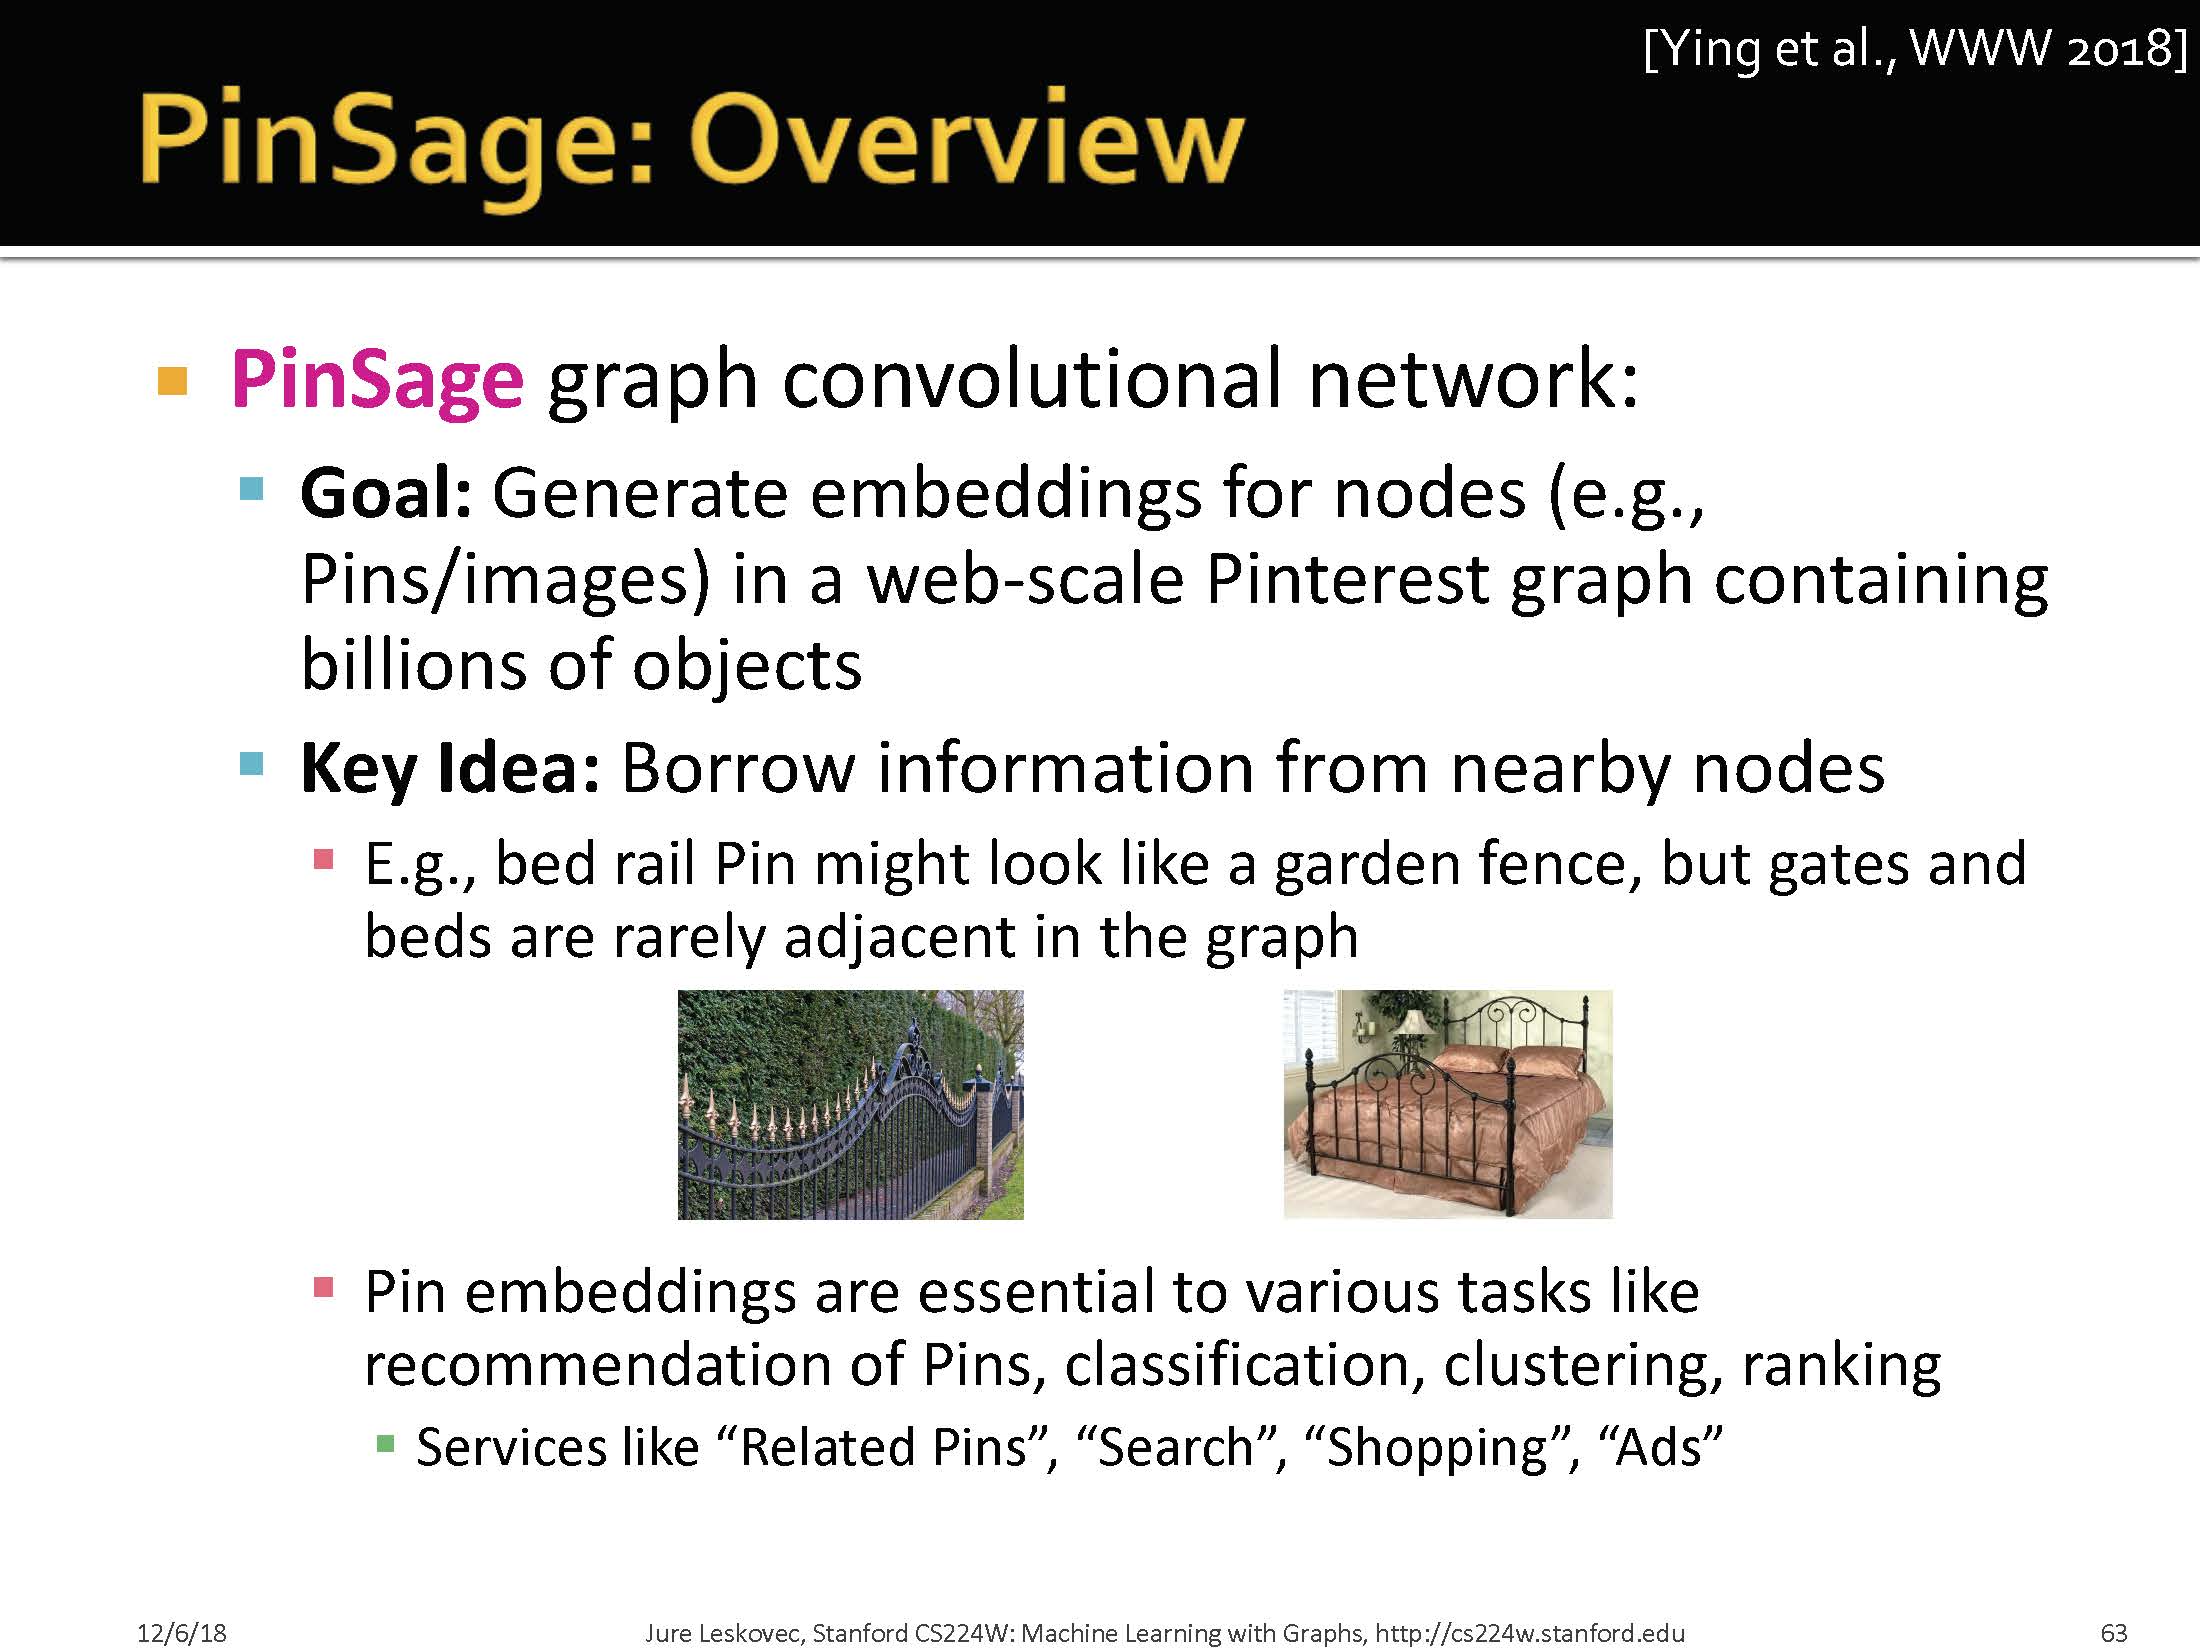 [Ying et al., WWW 2018]
PinSage: Overview
PinSage graph convolutional network:
Goal: Generate embeddings for nodes (e.g.,
Pins/images) in a web-scale Pinterest graph containing
billions of objects
Key Idea: Borrow information from nearby nodes
E.g., bed rail Pin might look like a garden fence, but gates and
beds are rarely adjacent in the graph
Pin embeddings are essential to various tasks like
recommendation of Pins, classification, clustering, ranking
Services like “Related Pins”, “Search”, “Shopping”, “Ads”
12/6/18 Jure Leskovec, Stanford CS224W: Machine Learning with Graphs, http://cs224w.stanford.edu 63